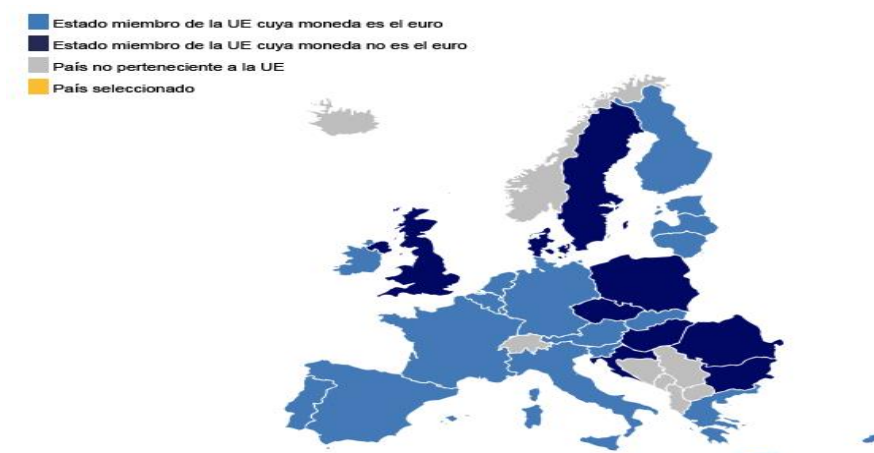 Estado miembro de la UE cuya moneda es el euro
Estado miembro de la UE cuya moneda no es el euro
País no perteneciente a la UE
País seleccionado